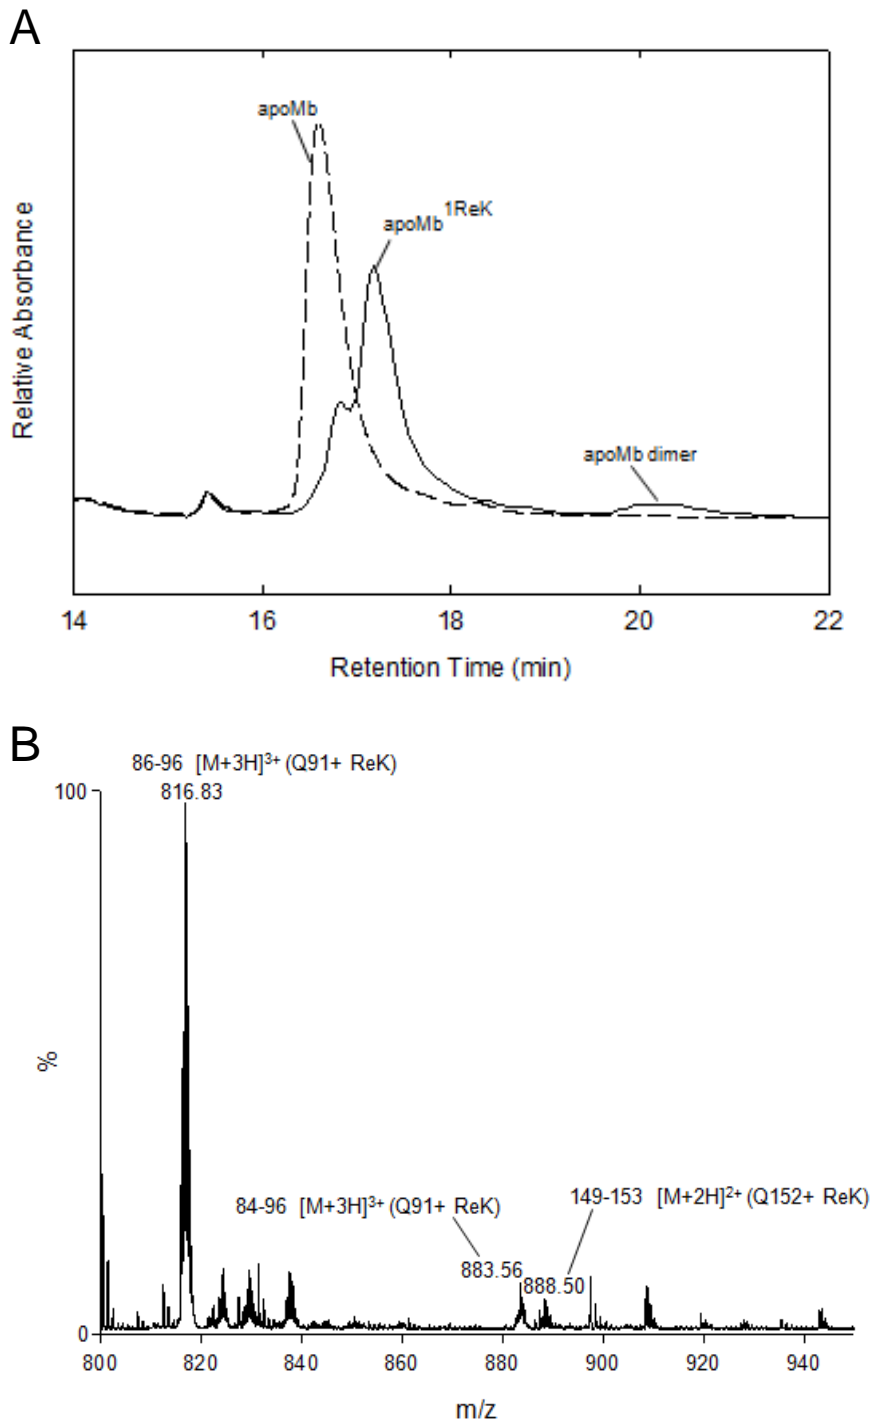 A
apoMb
apoMb1ReK
apoMb dimer
Relative Absorbance
14 16 18 20 22
Retention Time (min)
B
86-96 [M+3H]3+ (Q91+ ReK)
816.83
100
84-96 [M+3H]3+ (Q91+ ReK)
149-153 [M+2H]2+ (Q152+ ReK)
883.56
888.50
%
0
800 820 840 860 880 900 920 940
m/z